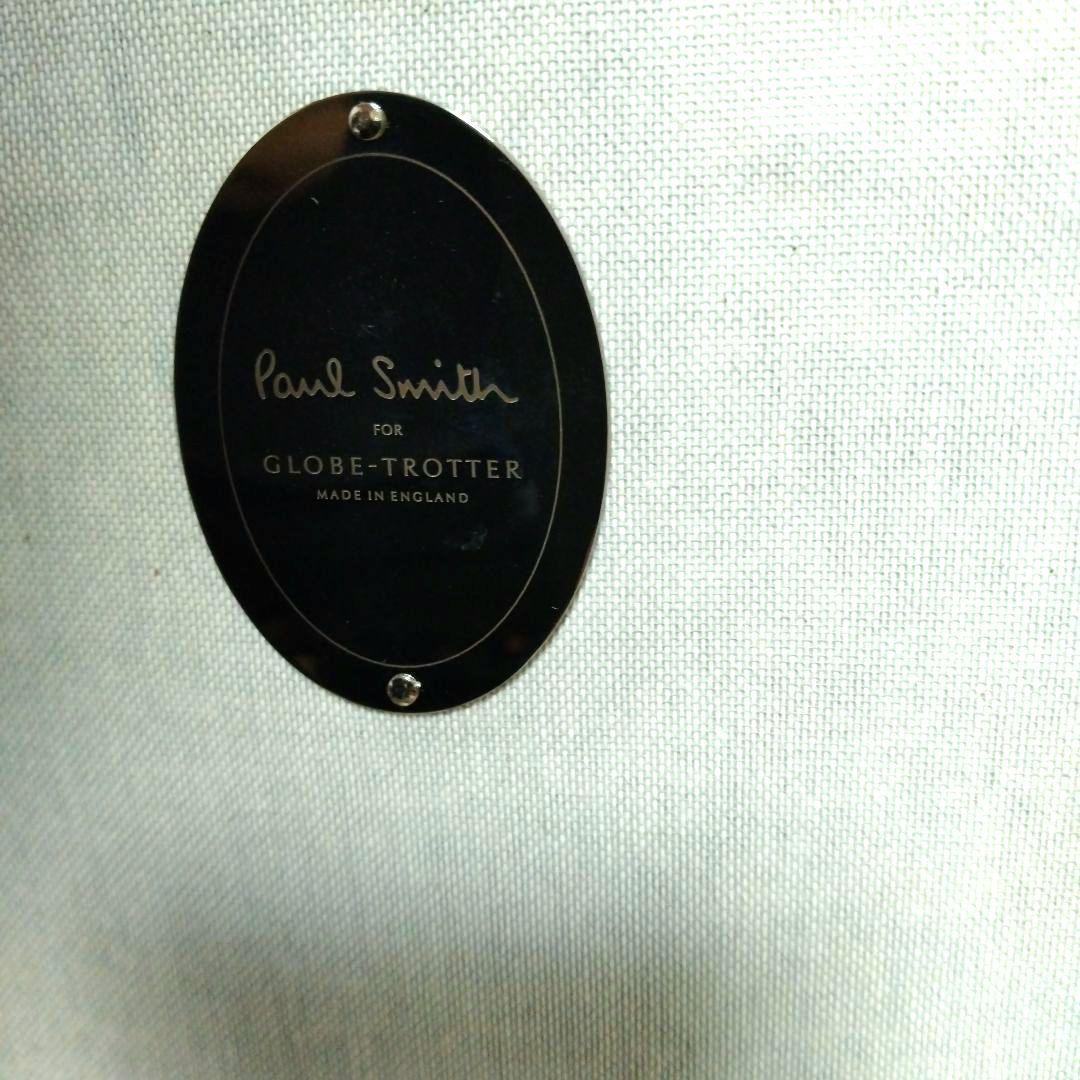 Paul Smith
FOR
GLOBE-TROTTER
MADE IN ENGLAND